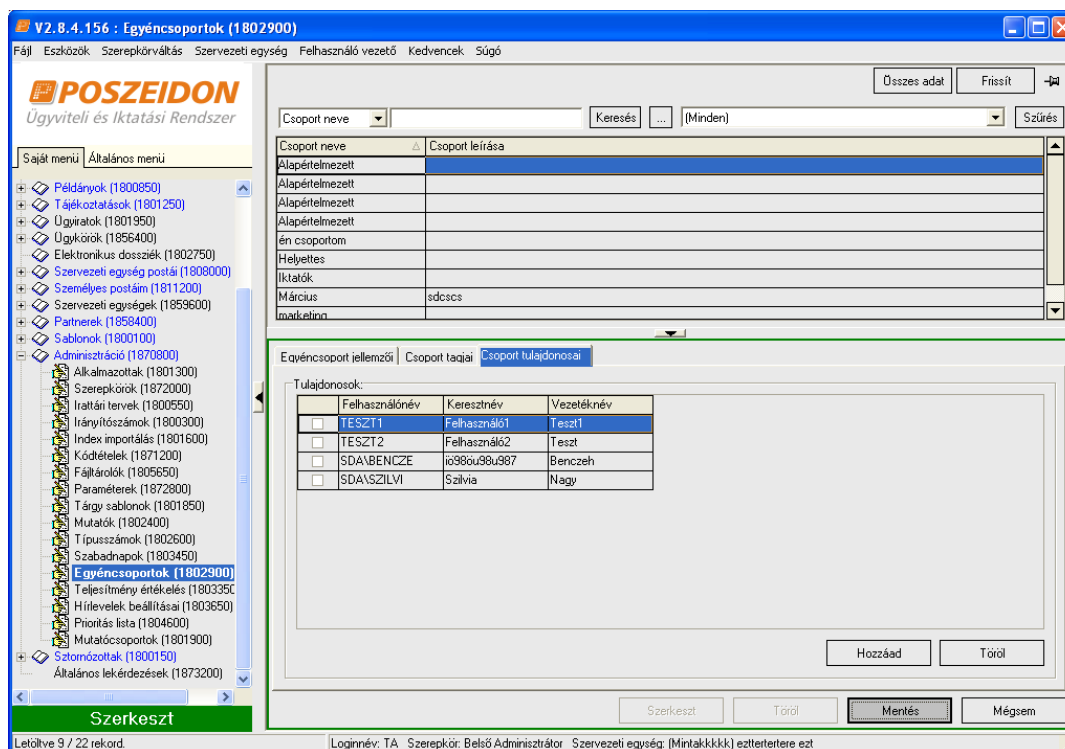 V2.8.4.156 : Egyéncsoportok (1802900)
Fájl Eszközök Szerepkörváltás Szervezeti egység Felhasználó vezető Kedvencek Súgó
POSZEIDON
Ügyviteli és Iktatási Rendszer
Saját menü Általános menü
Példányok (1800850)
Tájékoztatások (1801250)
Ügyiratok (1801950)
Ügykörök (1856400)
Elektronikus dossziék (1802750)
Szervezeti egység postái (1808000)
Személyes postáim (1811200)
Szervezeti egységek (1859600)
Partnerek (1858400)
Sablonok (1800100)
Adminisztráció (1870800)
Alkalmazottak (1801300)
Szerepkörök (1872000)
Irattári tervek (1800550)
Irányítószámok (1800300)
Index importálás (1801600)
Kódtételek (1871200)
Fájltárolók (1805650)
Paraméterek (1872800)
Tárgy sablonok (1801850)
Mutatók (1802400)
Típusszámok (1802600)
Szabadnapok (1803450)
Egyéncsoportok (1802900)
Teljesítmény értékelés (1803350
Hírlevelek beállításai (1803650)
Prioritás lista (1804600)
Mutatócsoportok (1801900)
Sztornózottak (1800150)
Általános lekérdezések (1873200)
Szerkeszt
Összes adat Frissít
Csoport neve Keresés ... (Minden) Szűrés
Csoport neve Csoport leírása
Alapértelmezett
Alapértelmezett
Alapértelmezett
Alapértelmezett
én csoportom
Helyettes
Iktatók
Március sdcscs
marketing
Egyéncsoport jellemzői Csoport tagjai Csoport tulajdonosai
Tulajdonosok:
Felhasználónév Keresztnév Vezetéknév
TESZT1 Felhasználó1 Teszt1
TESZT2 Felhasználó2 Teszt
SDA\BENCZE iö98öu98u987 Benczeh
SDA\SZILVI Szilvia Nagy
Hozzáad Töröl
Szerkeszt Töröl Mentés Mégsem
Letöltve 9 / 22 rekord. Loginnév: TA Szerepkör: Belső Adminisztrátor Szervezeti egység: (Mintakkkkk) ezttertertere ezt